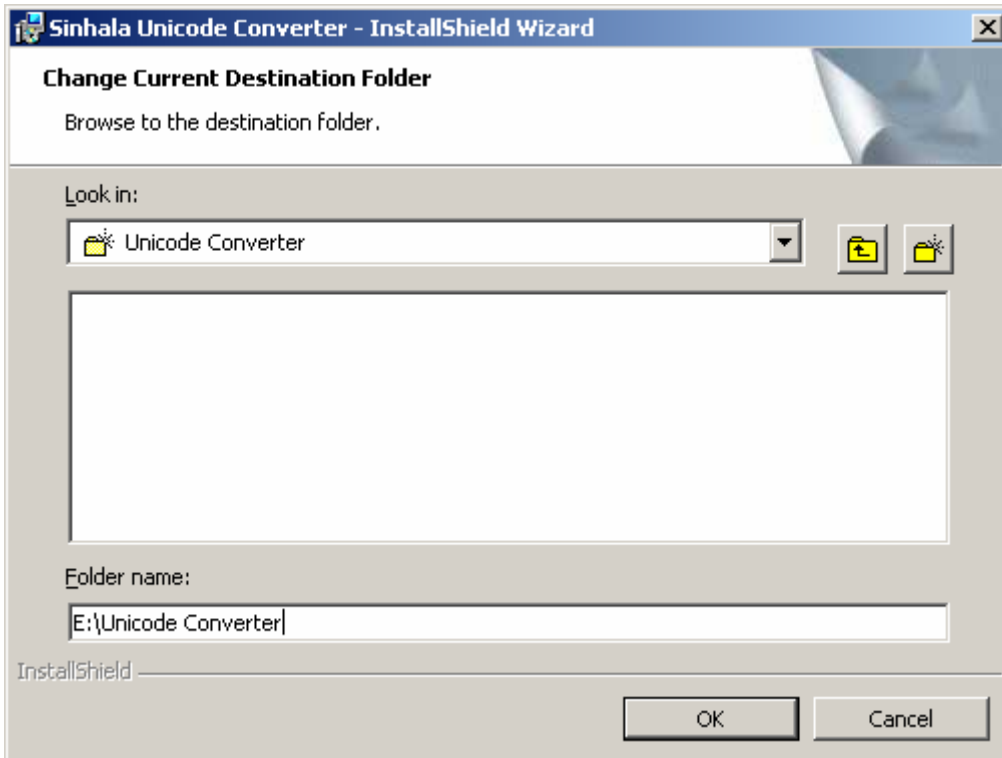 Sinhala Unicode Converter - InstallShield Wizard
Change Current Destination Folder
Browse to the destination folder.
Look in:
Unicode Converter
Folder name:
E:\Unicode Converter
InstallShield
OK Cancel